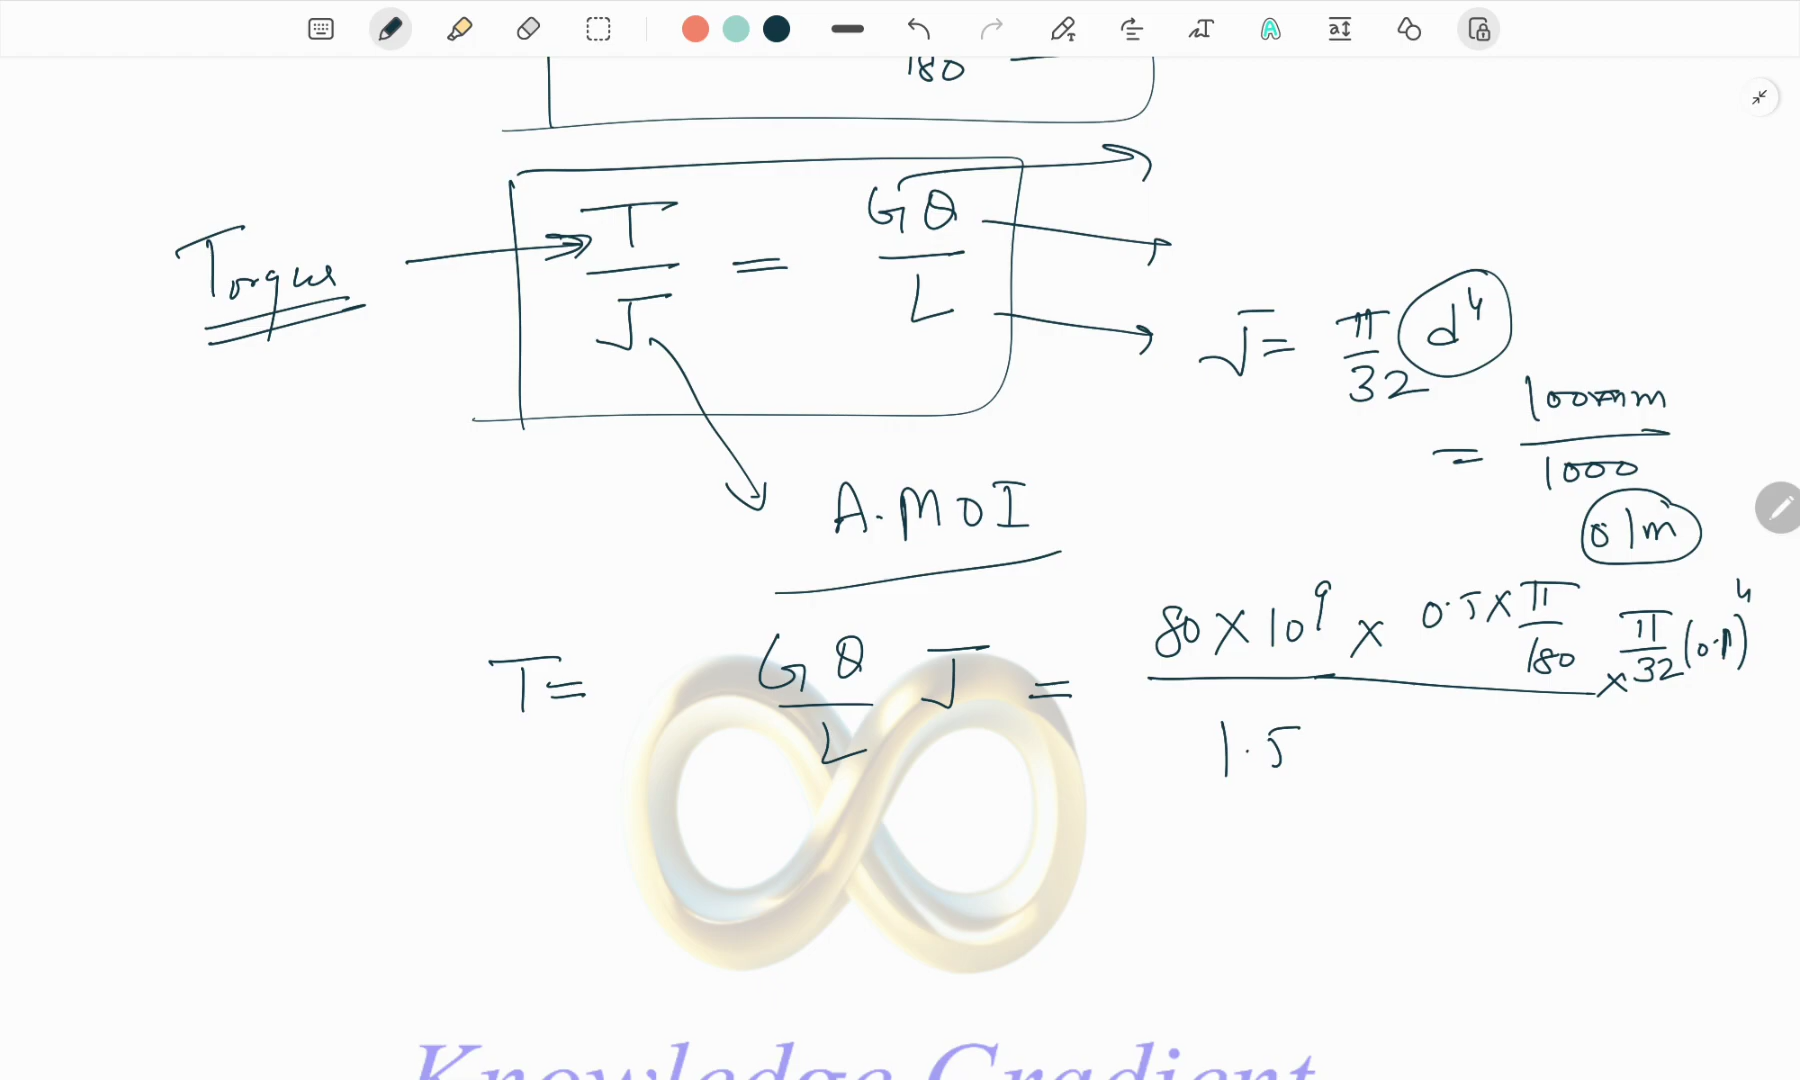 180
Torque
T/J = Gθ/L
J = π/32 d⁴
= 100mm/1000
0.1m
A.MOI
T = Gθ/L J = 80 × 10⁹ × 0.5 × π/180 / 1.5 × π/32 (0.1)⁴
Knowledge Gradient